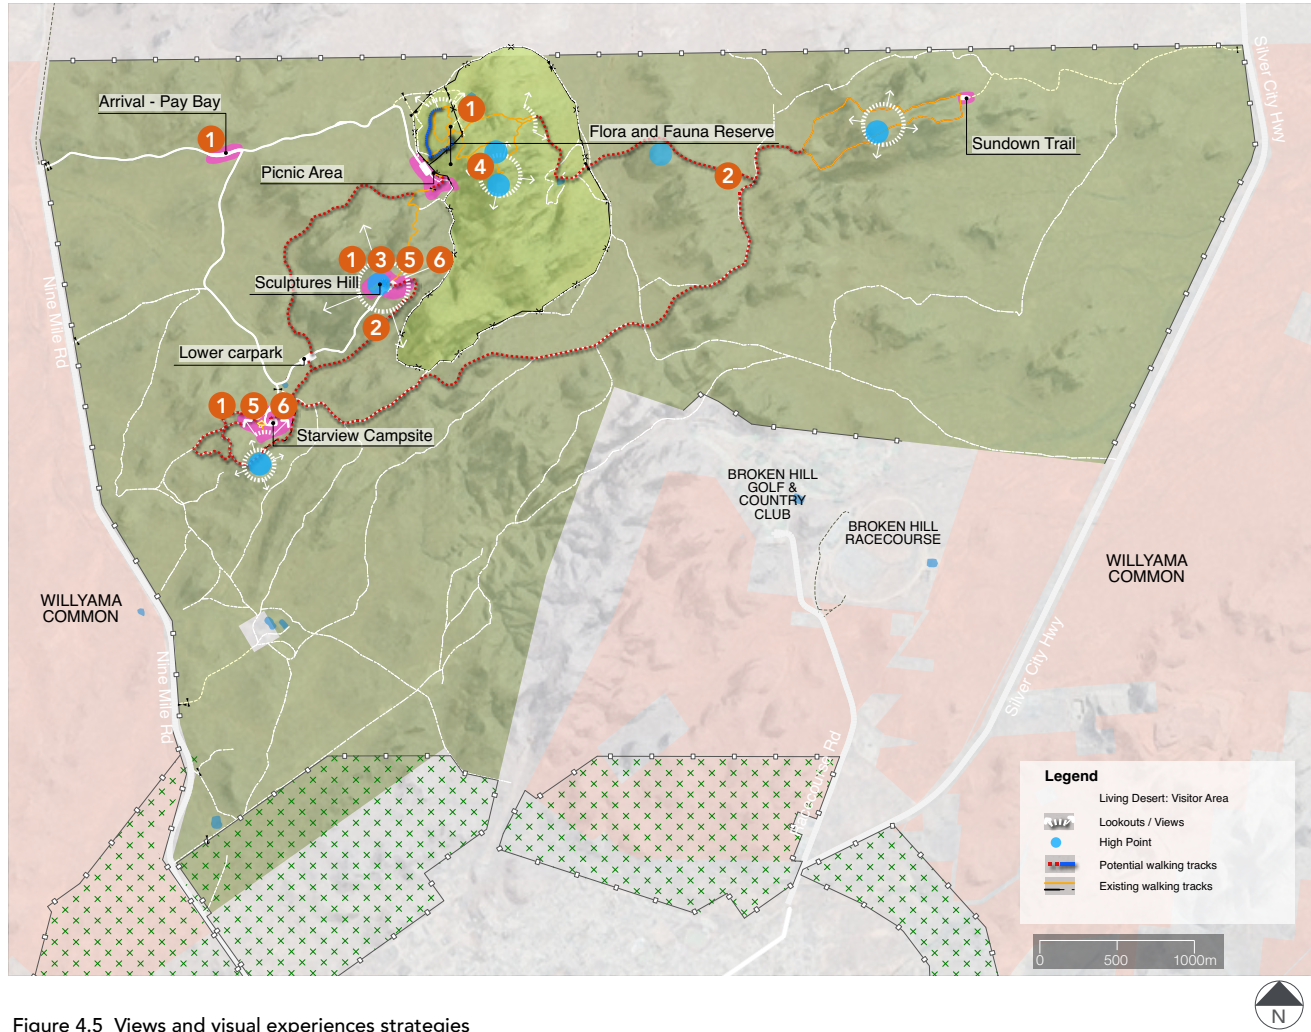 Silver City Hwy
Arrival - Pay Bay
1
1
Flora and Fauna Reserve
Sundown Trail
Picnic Area
4
2
1 3 5 6
Sculptures Hill
Nine Mile Rd
2
Lower carpark
1 5 6
Starview Campsite
BROKEN HILL
GOLF &
COUNTRY
CLUB
BROKEN HILL
RACECOURSE
WILLYAMA
COMMON
WILLYAMA
COMMON
Nine Mile Rd
Silver City Hwy
Racecourse Rd
Legend
Living Desert: Visitor Area
Lookouts / Views
High Point
Potential walking tracks
Existing walking tracks
0 500 1000m
N
Figure 4.5 Views and visual experiences strategies